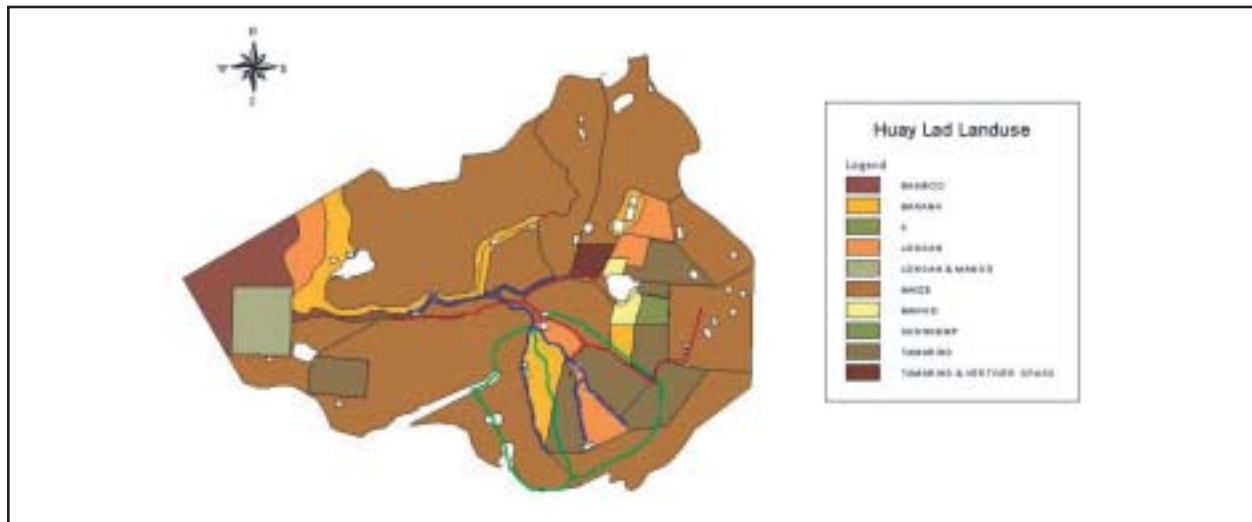 N
W E
S
Huay Lad Landuse
Legend
BAMBOO
BANANA
LONGAN
LONGAN & MANGO
MAIZE
MANGO
TAMARIND
TAMARIND & VERTIVER GRASS